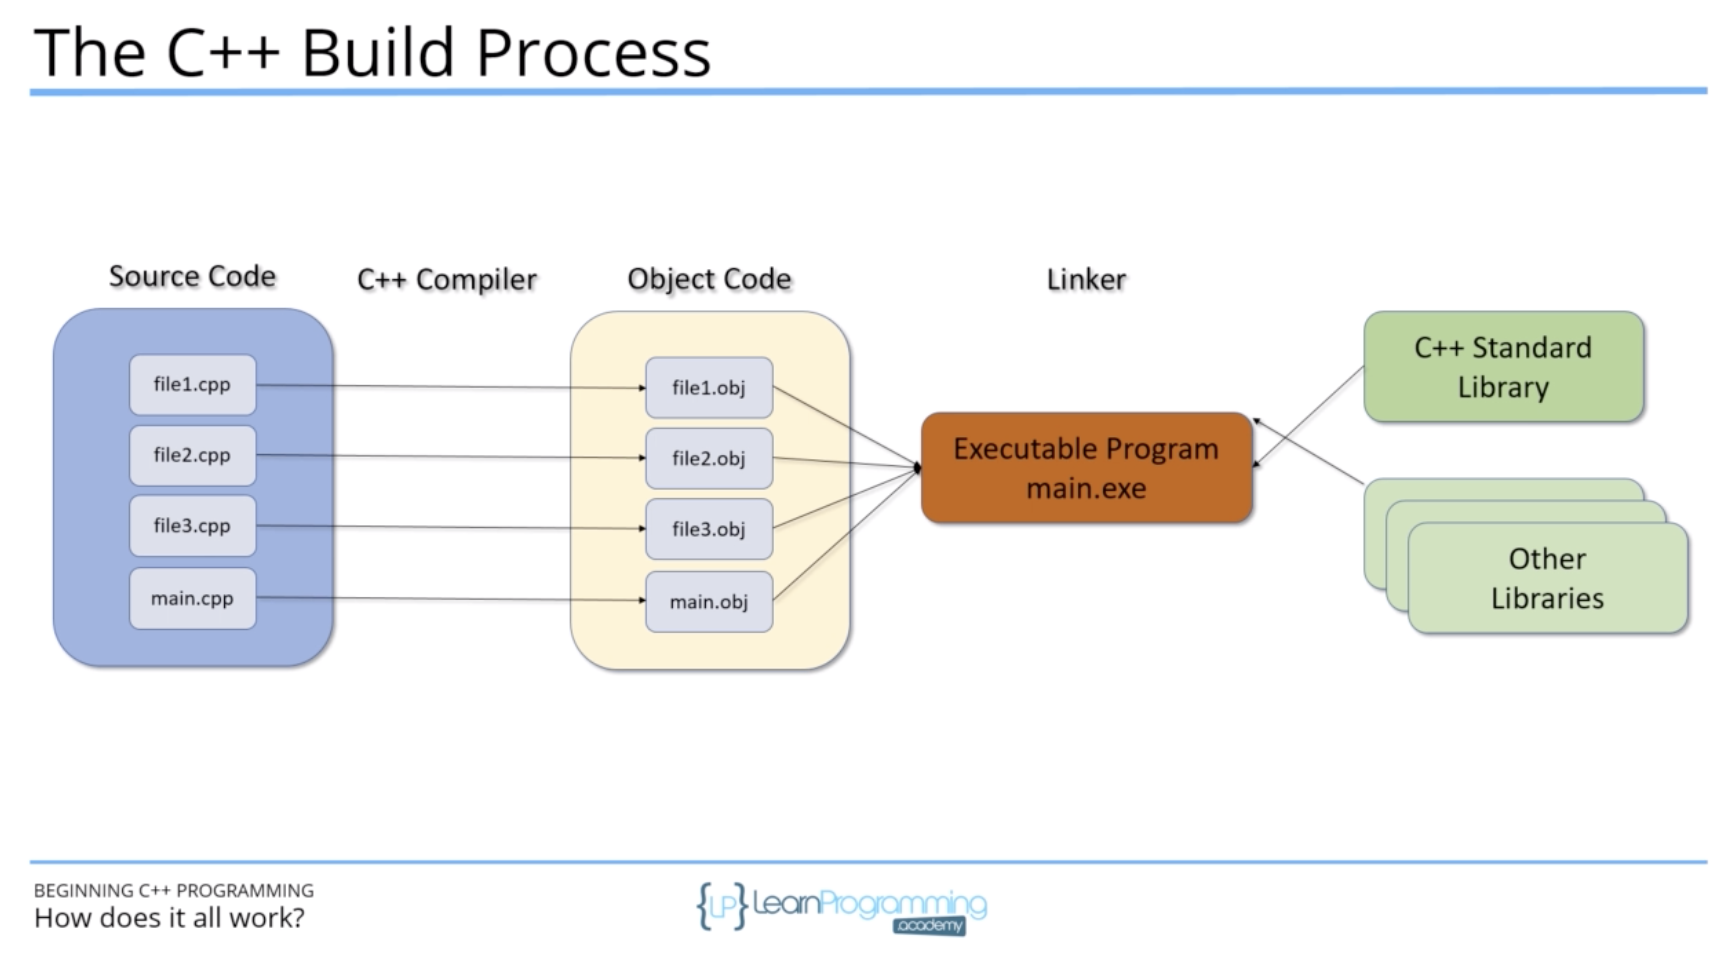 The C++ Build Process
Source Code
C++ Compiler
Object Code
Linker
file1.cpp
file2.cpp
file3.cpp
main.cpp
file1.obj
file2.obj
file3.obj
main.obj
Executable Program
main.exe
C++ Standard
Library
Other
Libraries
BEGINNING C++ PROGRAMMING
How does it all work?
{LP} LearnProgramming
.academy